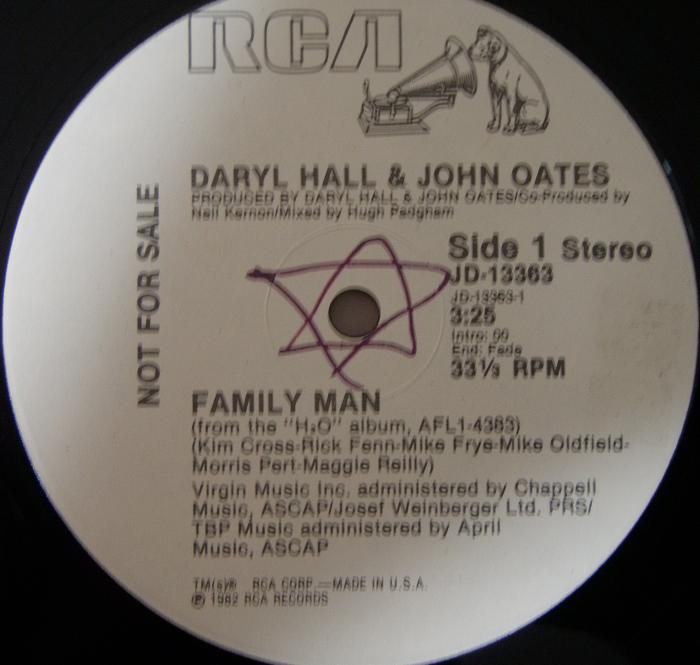 RCA
DARYL HALL & JOHN OATES
PRODUCED BY DARYL HALL & JOHN OATES/Co-Produced by
Neil Kernon/Mixed by Hugh Padgham
NOT FOR SALE
Side 1 Stereo
JD-13363
JD-13363-1
3:25
Intro: 00
End: Fade
33⅓ RPM
FAMILY MAN
(from the "H₂O" album, AFL1-4383)
(Kim Cross-Rick Fenn-Mike Frye-Mike Oldfield-
Morris Pert-Maggie Reilly)
Virgin Music Inc. administered by Chappell
Music, ASCAP/Josef Weinberger Ltd. PRS/
TBP Music administered by April
Music, ASCAP
TM(s)® RCA CORP.—MADE IN U.S.A.
℗ 1982 RCA RECORDS